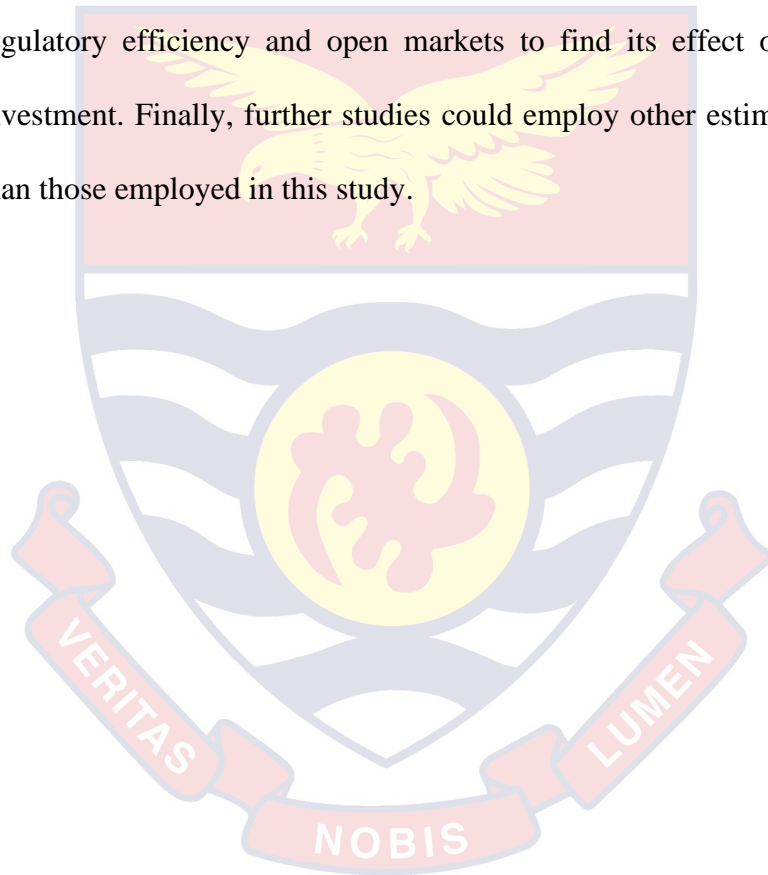 egulatory efficiency and open markets to find its effect o
vestment. Finally, further studies could employ other estim
an those employed in this study.
VERITAS
NOBIS
LUMEN